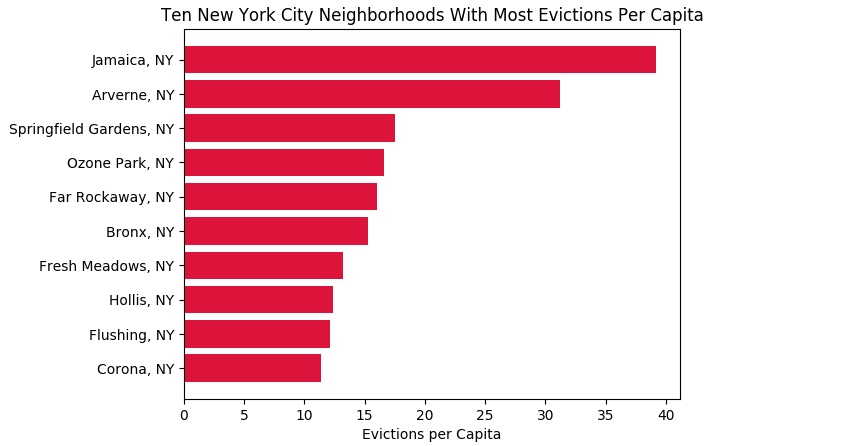 Ten New York City Neighborhoods With Most Evictions Per Capita
Jamaica, NY
Arverne, NY
Springfield Gardens, NY
Ozone Park, NY
Far Rockaway, NY
Bronx, NY
Fresh Meadows, NY
Hollis, NY
Flushing, NY
Corona, NY
0 5 10 15 20 25 30 35 40
Evictions per Capita